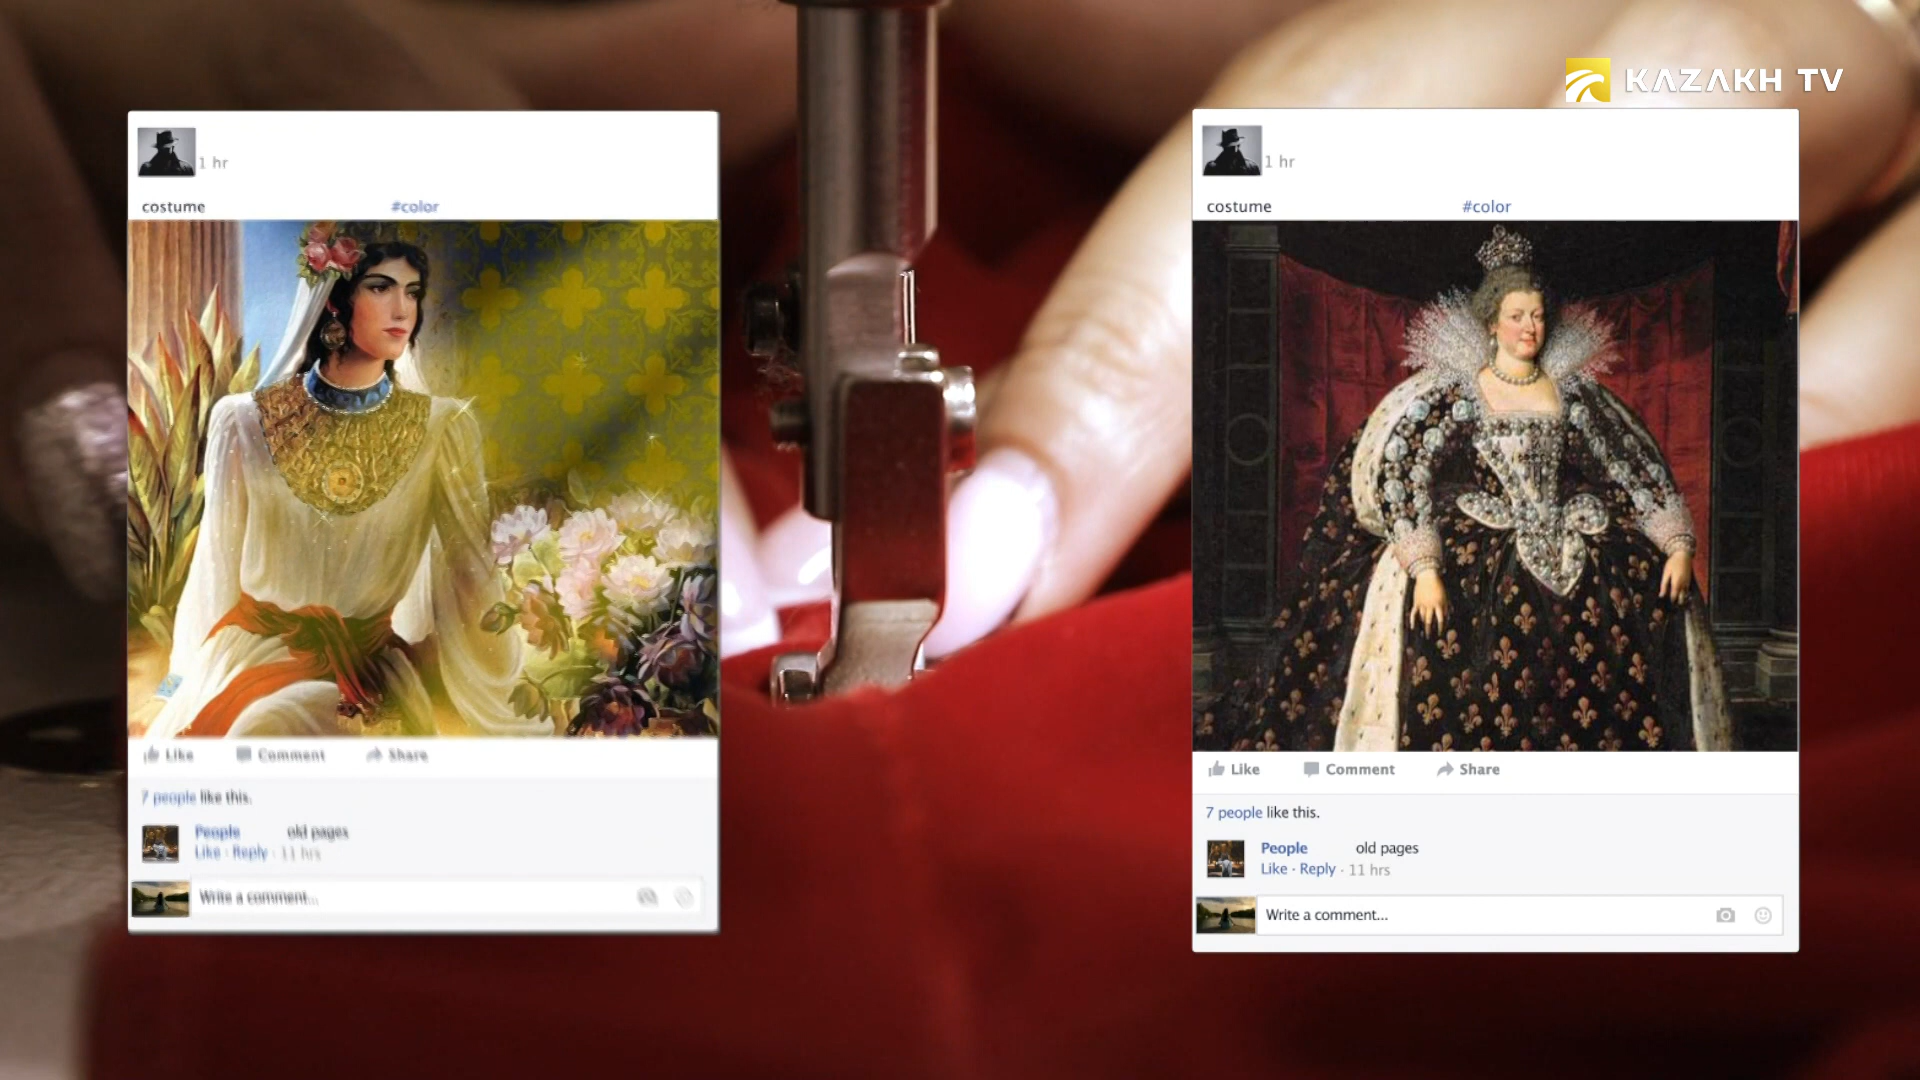 KAZAKH TV
1 hr
costume #color
Like Comment Share
7 people like this.
People old pages
Like · Reply · 11 hrs
Write a comment...
1 hr
costume #color
Like Comment Share
7 people like this.
People old pages
Like · Reply · 11 hrs
Write a comment...